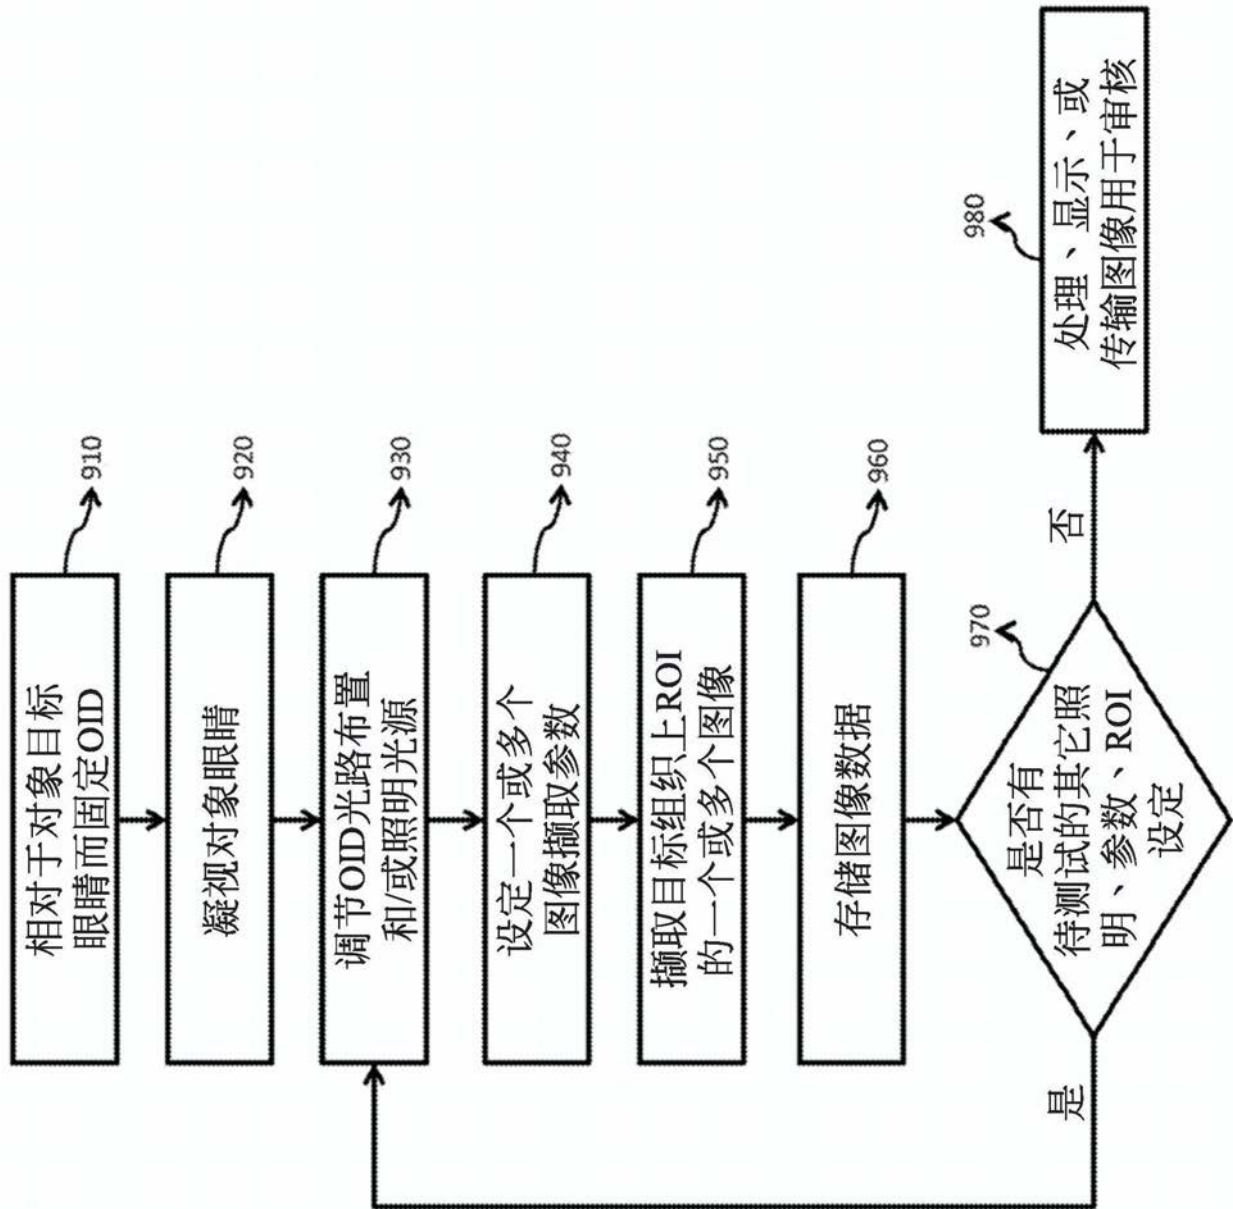 相对于对象目标
眼睛而固定OID
910
凝视对象眼睛
920
调节OID光路布置
和/或照明光源
930
设定一个或多个
图像撷取参数
940
撷取目标组织上ROI
的一个或多个图像
950
存储图像数据
960
是否有
待测试的其它照
明、参数、ROI
设定
970
是
否
处理、显示、或
传输图像用于审核
980